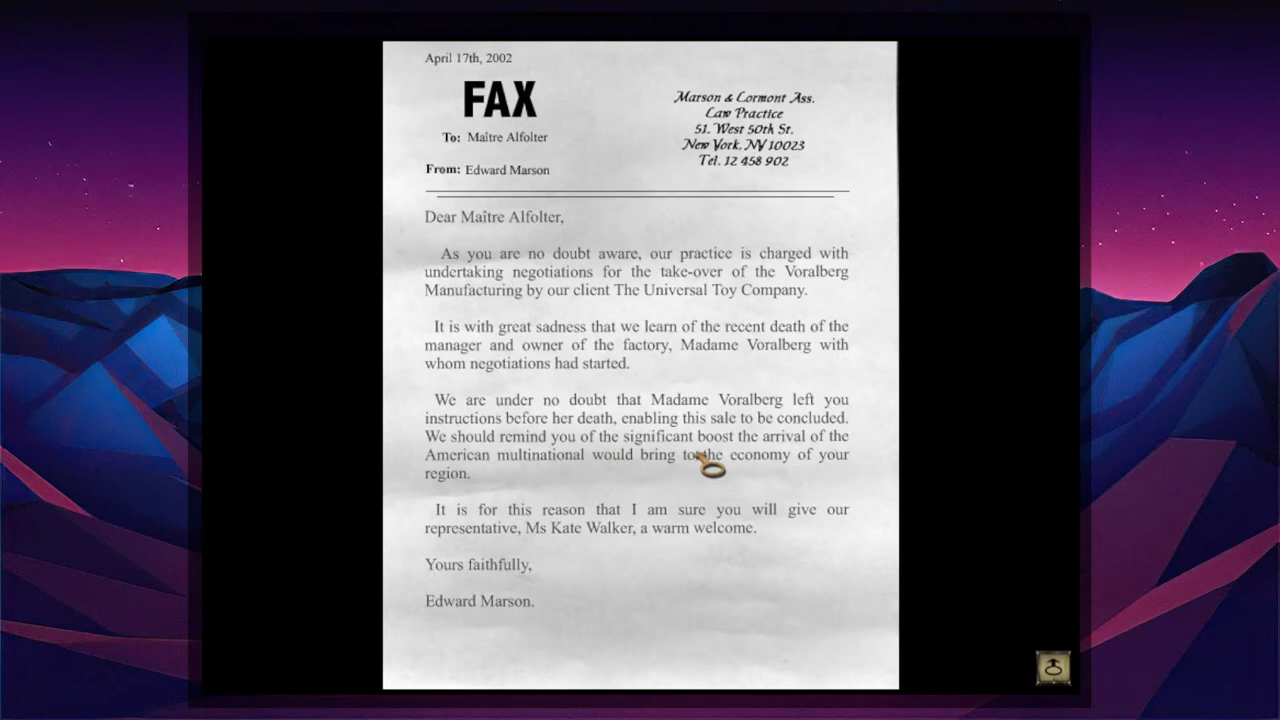 April 17th, 2002
FAX
To: Maître Alfolter
From: Edward Marson
Marson & Lormont Ass.
Law Practice
51. West 50th St.
New York. NY 10023
Tel. 12 458 902
Dear Maître Alfolter,
As you are no doubt aware, our practice is charged with
undertaking negotiations for the take-over of the Voralberg
Manufacturing by our client The Universal Toy Company.
It is with great sadness that we learn of the recent death of the
manager and owner of the factory, Madame Voralberg with
whom negotiations had started.
We are under no doubt that Madame Voralberg left you
instructions before her death, enabling this sale to be concluded.
We should remind you of the significant boost the arrival of the
American multinational would bring to the economy of your
region.
It is for this reason that I am sure you will give our
representative, Ms Kate Walker, a warm welcome.
Yours faithfully,
Edward Marson.